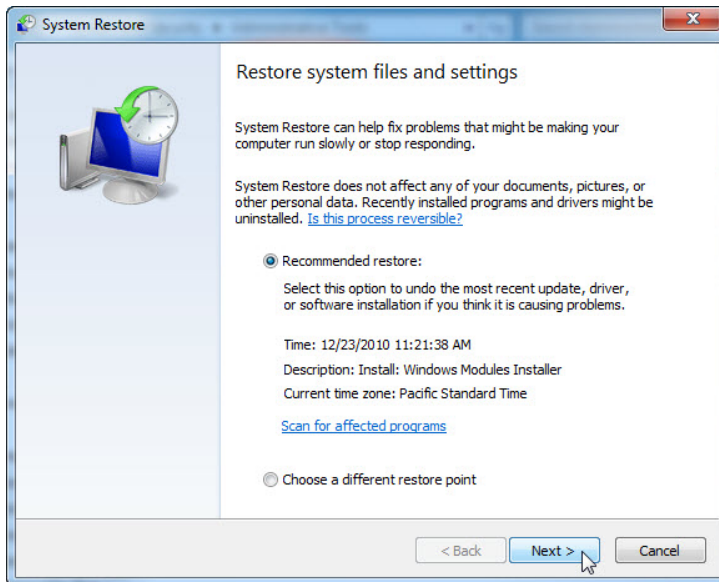 System Restore
Restore system files and settings
System Restore can help fix problems that might be making your
computer run slowly or stop responding.
System Restore does not affect any of your documents, pictures, or
other personal data. Recently installed programs and drivers might be
uninstalled. Is this process reversible?
Recommended restore:
Select this option to undo the most recent update, driver,
or software installation if you think it is causing problems.
Time: 12/23/2010 11:21:38 AM
Description: Install: Windows Modules Installer
Current time zone: Pacific Standard Time
Scan for affected programs
Choose a different restore point
< Back Next > Cancel